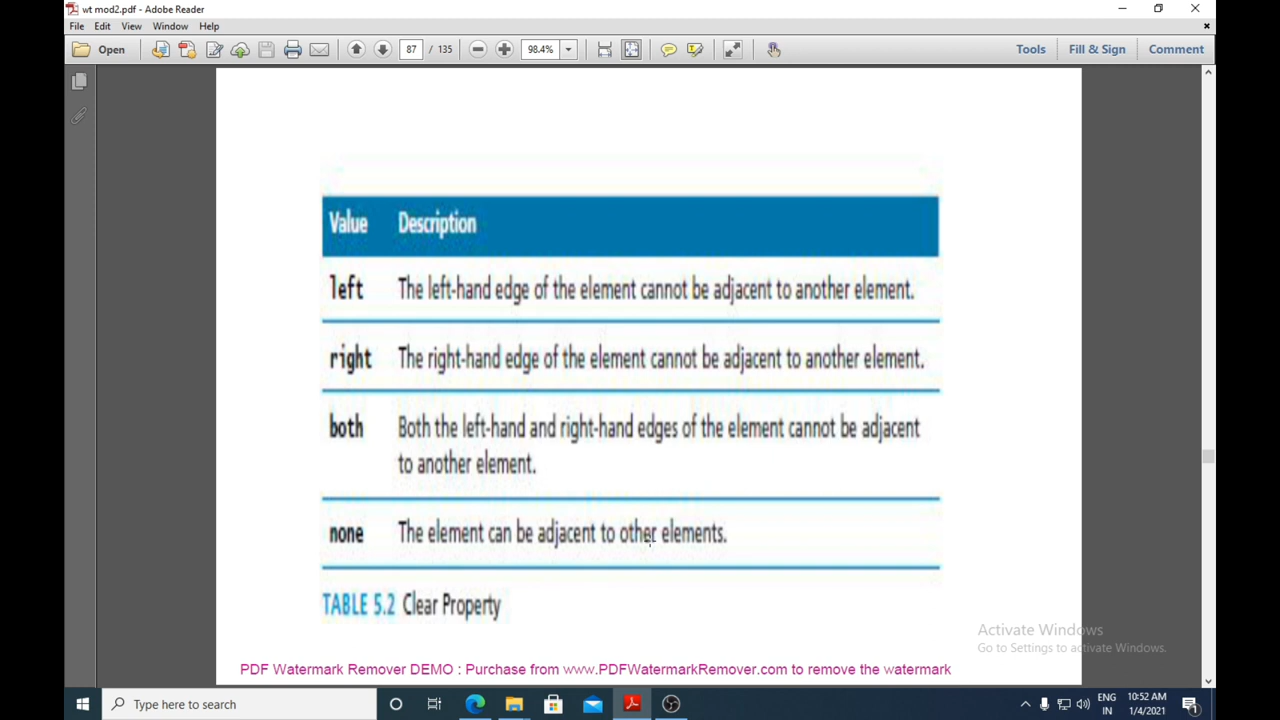 wt mod2.pdf - Adobe Reader
File Edit View Window Help
Open 87 / 135 98.4% Tools Fill & Sign Comment
Value Description
left The left-hand edge of the element cannot be adjacent to another element.
right The right-hand edge of the element cannot be adjacent to another element.
both Both the left-hand and right-hand edges of the element cannot be adjacent
to another element.
none The element can be adjacent to other elements.
TABLE 5.2 Clear Property
Activate Windows
Go to Settings to activate Windows.
PDF Watermark Remover DEMO : Purchase from www.PDFWatermarkRemover.com to remove the watermark
Type here to search
ENG 10:52 AM
IN 1/4/2021
1